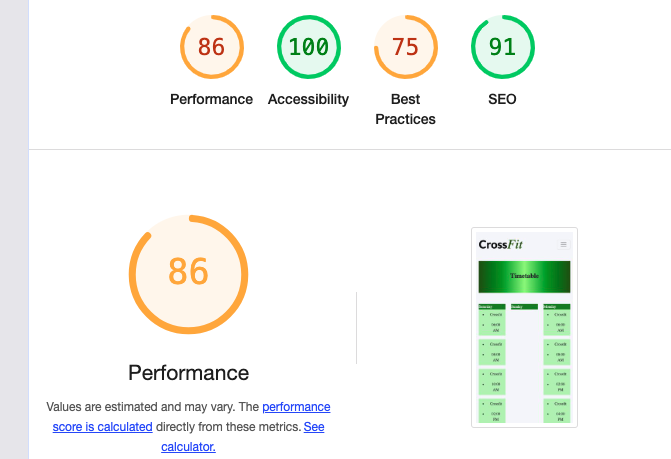 86
100
75
91
Performance
Accessibility
Best
Practices
SEO
86
Performance
Values are estimated and may vary. The performance
score is calculated directly from these metrics. See
calculator.
CrossFit
Timetable